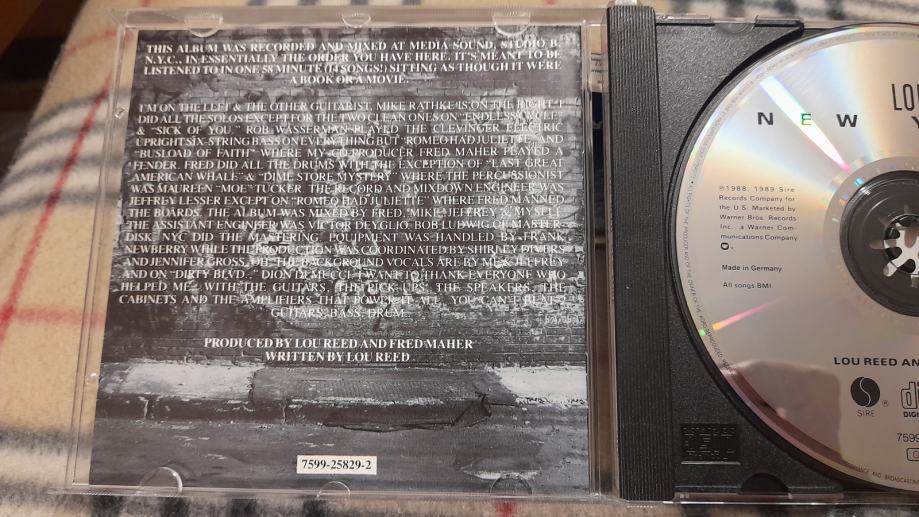 THIS ALBUM WAS RECORDED AND MIXED AT MEDIA SOUND, STUDIO B,
N.Y.C., IN ESSENTIALLY THE ORDER YOU HAVE HERE. IT'S MEANT TO BE
LISTENED TO IN ONE 58 MINUTE (14 SONGS!) SITTING AS THOUGH IT WERE
A BOOK OR A MOVIE.
I'M ON THE LEFT & THE OTHER GUITARIST, MIKE RATHKE IS ON THE RIGHT. I
DID ALL THE SOLOS EXCEPT FOR THE TWO CLEAN ONES ON "ENDLESS CYCLE"
& "SICK OF YOU." ROB WASSERMAN PLAYED THE CLEVINGER ELECTRIC
UPRIGHT SIX-STRING BASS ON EVERYTHING BUT "ROMEO HAD JULIETTE" AND
"BUSLOAD OF FAITH" WHERE MY CO-PRODUCER FRED MAHER PLAYED A
FENDER. FRED DID ALL THE DRUMS WITH THE EXCEPTION OF "LAST GREAT
AMERICAN WHALE" & "DIME STORE MYSTERY" WHERE THE PERCUSSIONIST
WAS MAUREEN "MOE" TUCKER. THE RECORD AND MIXDOWN ENGINEER WAS
JEFFREY LESSER EXCEPT ON "ROMEO HAD JULIETTE" WHERE FRED MANNED
THE BOARDS. THE ALBUM WAS MIXED BY FRED, MIKE, JEFFREY & MYSELF.
THE ASSISTANT ENGINEER WAS VICTOR DEYGLIO. BOB LUDWIG OF MASTER-
DISK NYC DID THE MASTERING. EQUIPMENT WAS HANDLED BY FRANK
NEWBERRY WHILE THE PRODUCTION WAS COORDINATED BY SHIRLEY DIVERS
AND JENNIFER GROSS. THE BACKGROUND VOCALS ARE BY ME & JEFFREY
AND ON "DIRTY BLVD.," DION DIMUCCI. I WANT TO THANK EVERYONE WHO
HELPED ME WITH THE GUITARS, THE PICK UPS, THE SPEAKERS, THE
CABINETS AND THE AMPLIFIERS THAT POWER IT ALL. YOU CAN'T BEAT 2
GUITARS, BASS, DRUM.
PRODUCED BY LOU REED AND FRED MAHER
WRITTEN BY LOU REED
7599-25829-2
LOU
NEW Y
℗1988, 1989 Sire
Records Company for
the U.S. Marketed by
Warner Bros. Records
Inc., a Warner Com-
munications Company
Made in Germany
All songs BMI
LOU REED AN
SIRE ®
DIGI
7599